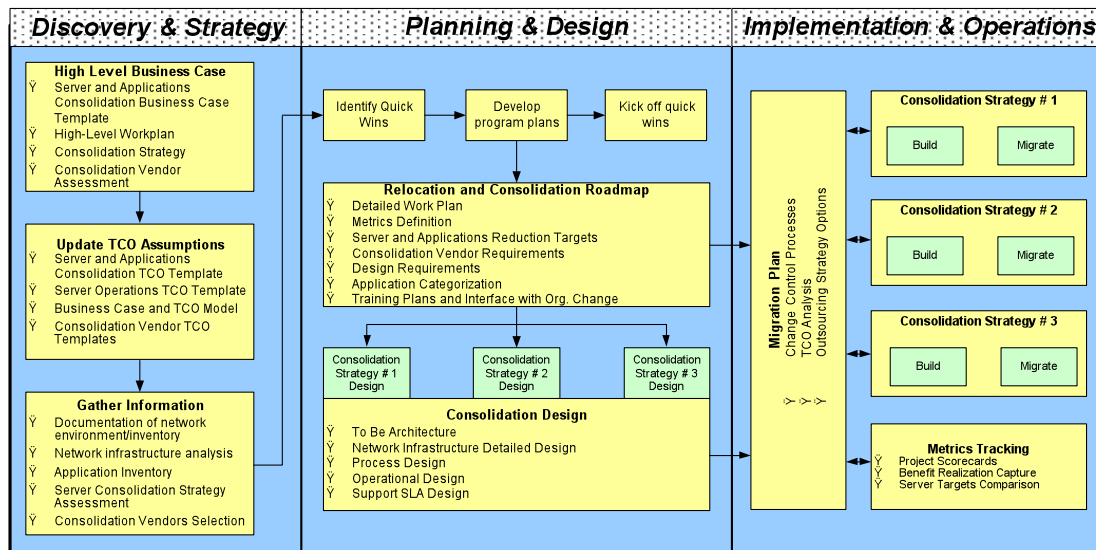 Discovery & Strategy
Planning & Design
Implementation & Operations
High Level Business Case
Ÿ Server and Applications
Consolidation Business Case
Template
Ÿ High-Level Workplan
Ÿ Consolidation Strategy
Ÿ Consolidation Vendor
Assessment
Update TCO Assumptions
Ÿ Server and Applications
Consolidation TCO Template
Ÿ Server Operations TCO Template
Ÿ Business Case and TCO Model
Ÿ Consolidation Vendor TCO
Templates
Gather Information
Ÿ Documentation of network
environment/inventory
Ÿ Network infrastructure analysis
Ÿ Application Inventory
Ÿ Server Consolidation Strategy
Assessment
Ÿ Consolidation Vendors Selection
Identify Quick
Wins
Develop
program plans
Kick off quick
wins
Relocation and Consolidation Roadmap
Ÿ Detailed Work Plan
Ÿ Metrics Definition
Ÿ Server and Applications Reduction Targets
Ÿ Consolidation Vendor Requirements
Ÿ Design Requirements
Ÿ Application Categorization
Ÿ Training Plans and Interface with Org. Change
Consolidation
Strategy # 1
Design
Consolidation
Strategy # 2
Design
Consolidation
Strategy # 3
Design
Consolidation Design
Ÿ To Be Architecture
Ÿ Network Infrastructure Detailed Design
Ÿ Process Design
Ÿ Operational Design
Ÿ Support SLA Design
Migration Plan
Ÿ Change Control Processes
Ÿ TCO Analysis
Ÿ Outsourcing Strategy Options
Consolidation Strategy # 1
Build
Migrate
Consolidation Strategy # 2
Build
Migrate
Consolidation Strategy # 3
Build
Migrate
Metrics Tracking
Ÿ Project Scorecards
Ÿ Benefit Realization Capture
Ÿ Server Targets Comparison